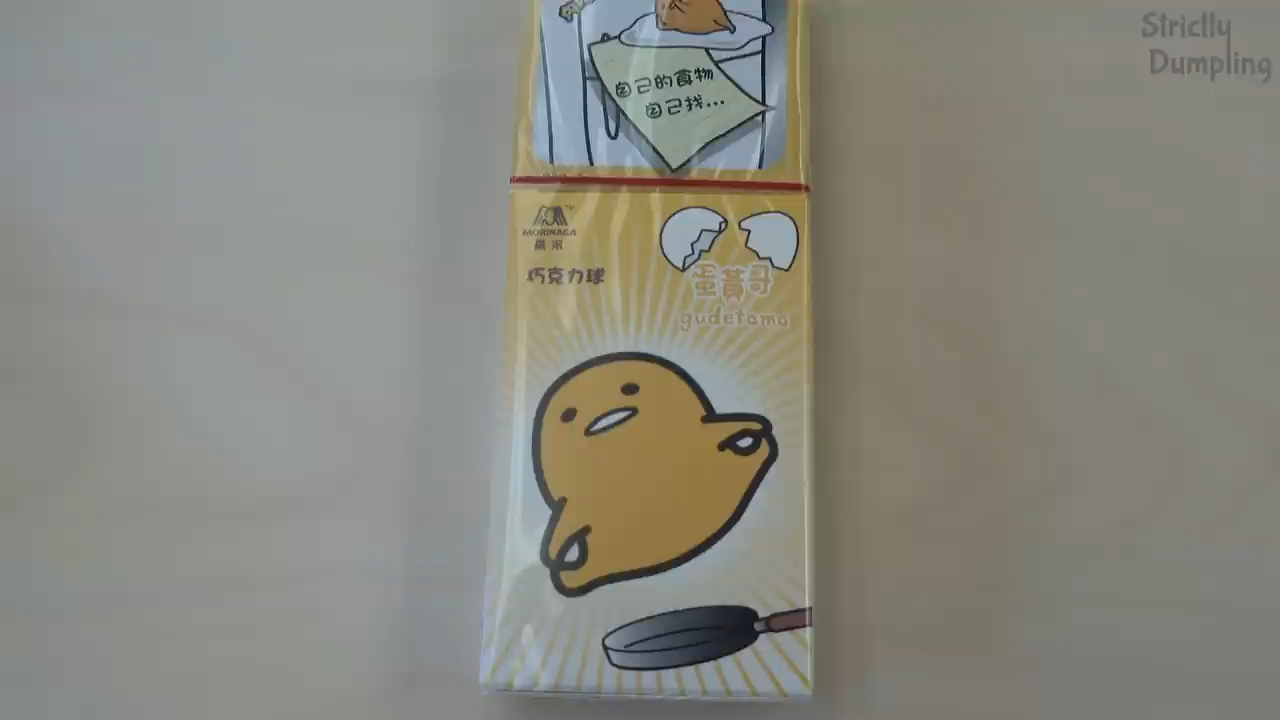 Strictly
Dumpling
自己的食物
自己找...
MORINAGA
森永
巧克力球
蛋黃哥
gudetama